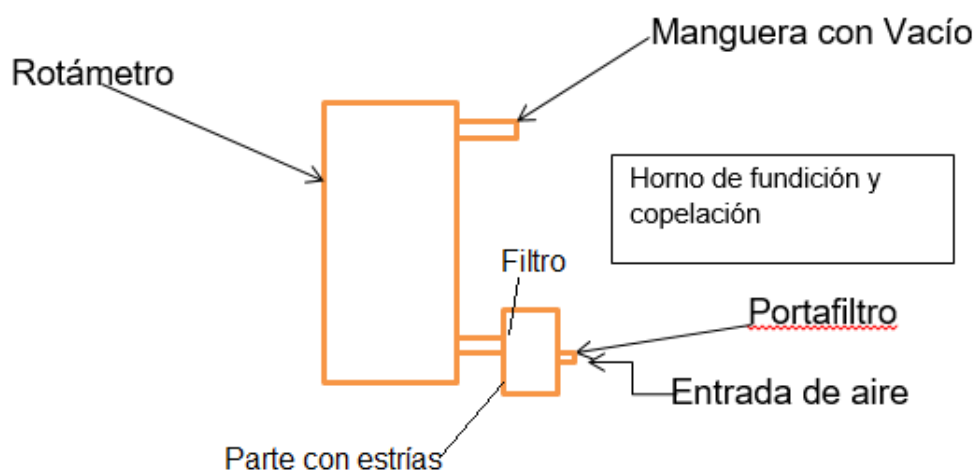 Manguera con Vacío
Rotámetro
Horno de fundición y
copelación
Filtro
Portafiltro
Entrada de aire
Parte con estrías